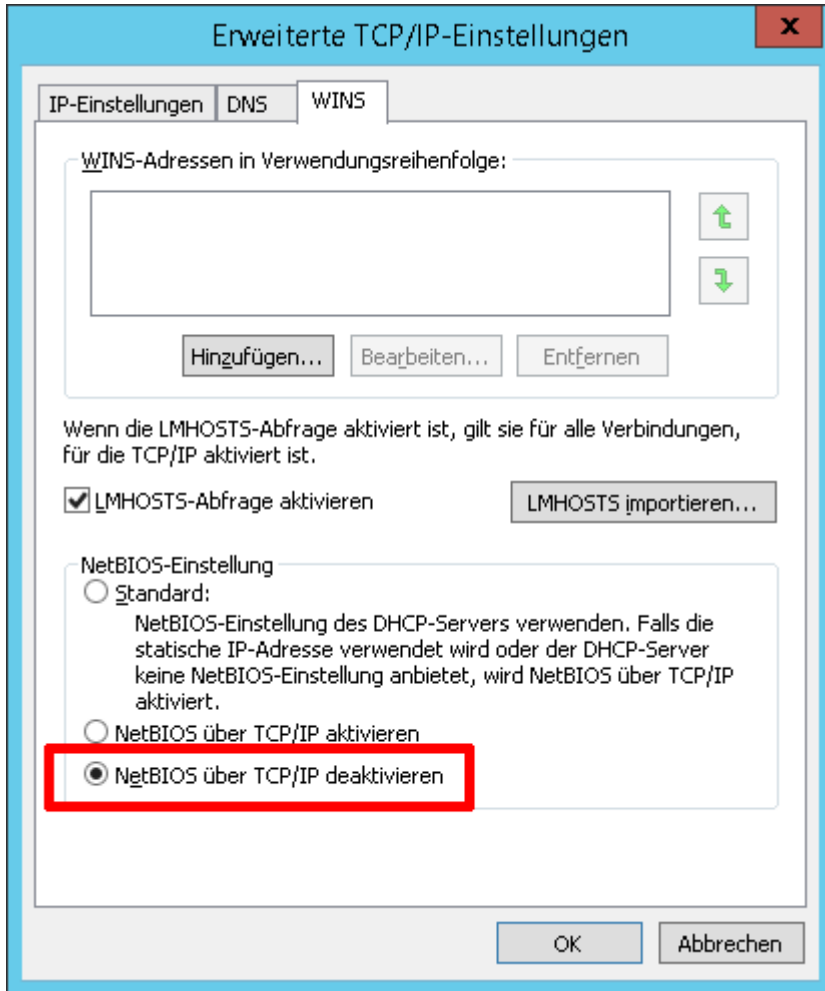 Erweiterte TCP/IP-Einstellungen
x
IP-Einstellungen
DNS
WINS
WINS-Adressen in Verwendungsreihenfolge:
Hinzufügen...
Bearbeiten...
Entfernen
Wenn die LMHOSTS-Abfrage aktiviert ist, gilt sie für alle Verbindungen,
für die TCP/IP aktiviert ist.
LMHOSTS-Abfrage aktivieren
LMHOSTS importieren...
NetBIOS-Einstellung
Standard:
NetBIOS-Einstellung des DHCP-Servers verwenden. Falls die
statische IP-Adresse verwendet wird oder der DHCP-Server
keine NetBIOS-Einstellung anbietet, wird NetBIOS über TCP/IP
aktiviert.
NetBIOS über TCP/IP aktivieren
NetBIOS über TCP/IP deaktivieren
OK
Abbrechen